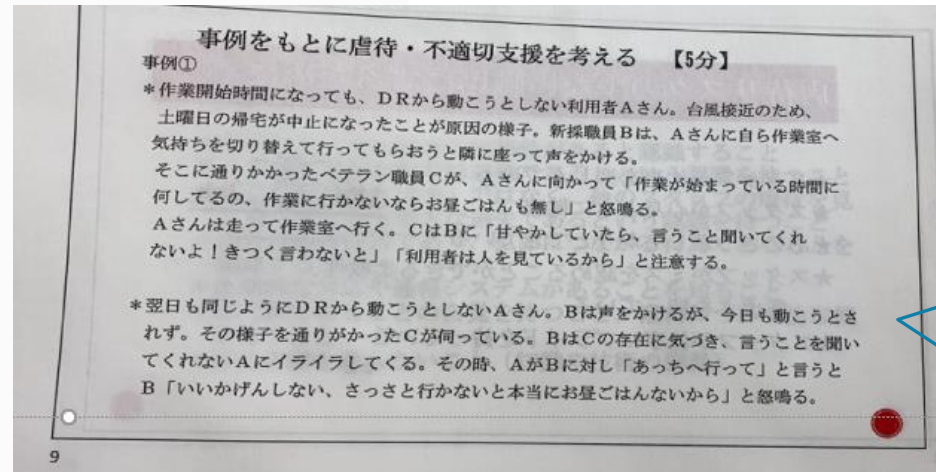 事例をもとに虐待・不適切支援を考える 【5分】
事例①
＊作業開始時間になっても、DRから動こうとしない利用者Aさん。台風接近のため、
土曜日の帰宅が中止になったことが原因の様子。新採職員Bは、Aさんに自ら作業室へ
気持ちを切り替えて行ってもらおうと隣に座って声をかける。
そこに通りかかったベテラン職員Cが、Aさんに向かって「作業が始まっている時間に
何してるの、作業に行かないならお昼ごはんも無し」と怒鳴る。
Aさんは走って作業室へ行く。CはBに「甘やかしていたら、言うこと聞いてくれ
ないよ！きつく言わないと」「利用者は人を見ているから」と注意する。
＊翌日も同じようにDRから動こうとしないAさん。Bは声をかけるが、今日も動こうとさ
れず。その様子を通りがかったCが伺っている。BはCの存在に気づき、言うことを聞い
てくれないAにイライラしてくる。その時、AがBに対し「あっちへ行って」と言うと
B「いいかげんしない、さっさと行かないと本当にお昼ごはんないから」と怒鳴る。
9